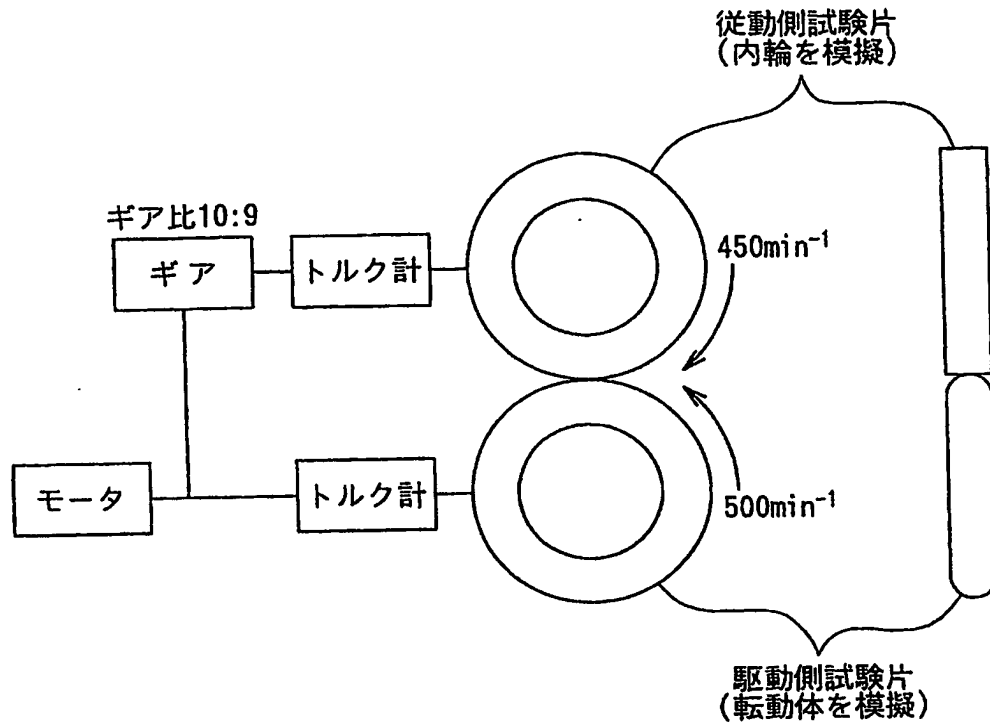 従動側試験片
(内輪を模擬)
ギア比10:9
ギア
トルク計
450min⁻¹
モータ
トルク計
500min⁻¹
駆動側試験片
(転動体を模擬)